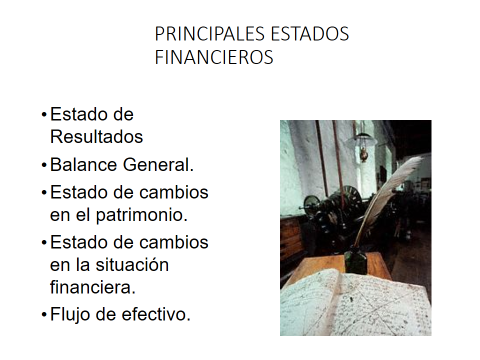 PRINCIPALES ESTADOS
FINANCIEROS
•Estado de
Resultados
•Balance General.
•Estado de cambios
en el patrimonio.
•Estado de cambios
en la situación
financiera.
•Flujo de efectivo.